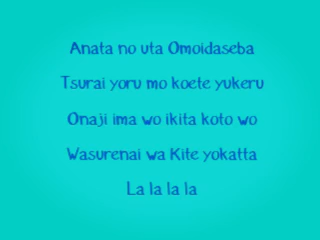 Anata no uta Omoidaseba
Tsurai yoru mo koete yukeru
Onaji ima wo ikita koto wo
Wasurenai wa Kite yokatta
La la la la